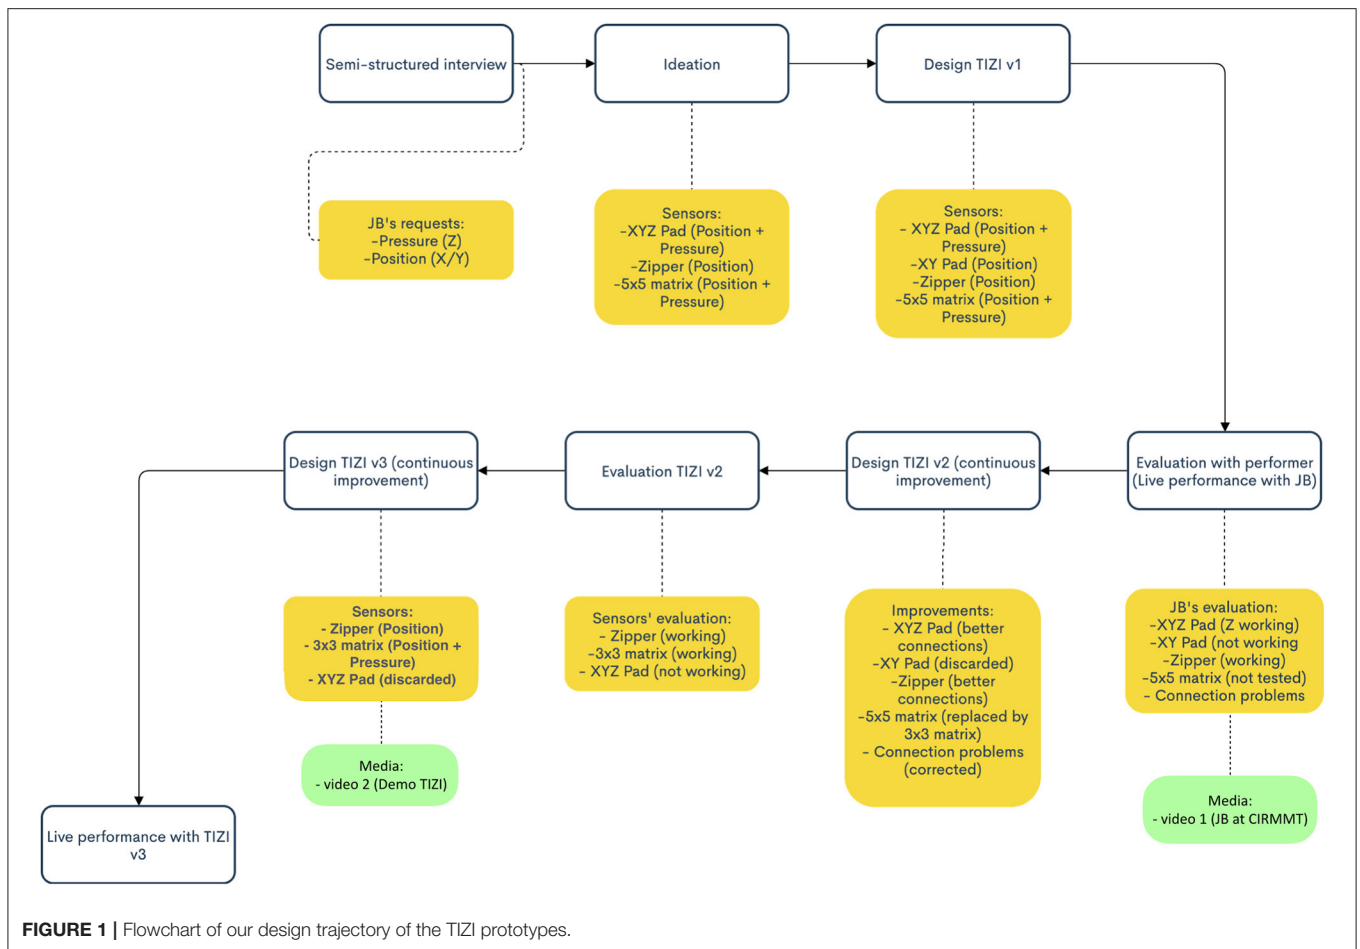 Semi-structured interview
Ideation
Design TIZI v1
JB's requests:
-Pressure (Z)
-Position (X/Y)
Sensors:
-XYZ Pad (Position +
Pressure)
-Zipper (Position)
-5x5 matrix (Position +
Pressure)
Sensors:
- XYZ Pad (Position +
Pressure)
-XY Pad (Position)
-Zipper (Position)
-5x5 matrix (Position +
Pressure)
Evaluation with performer
(Live performance with JB)
Design TIZI v2 (continuous
improvement)
Evaluation TIZI v2
Design TIZI v3 (continuous
improvement)
JB's evaluation:
-XYZ Pad (Z working)
-XY Pad (not working
-Zipper (working)
-5x5 matrix (not tested)
- Connection problems
Improvements:
- XYZ Pad (better
connections)
-XY Pad (discarded)
-Zipper (better
connections)
-5x5 matrix (replaced by
3x3 matrix)
- Connection problems
(corrected)
Sensors' evaluation:
- Zipper (working)
-3x3 matrix (working)
- XYZ Pad (not working)
Sensors:
- Zipper (Position)
- 3x3 matrix (Position +
Pressure)
- XYZ Pad (discarded)
Media:
- video 1 (JB at CIRMMT)
Media:
- video 2 (Demo TIZI)
Live performance with TIZI
v3
FIGURE 1 | Flowchart of our design trajectory of the TIZI prototypes.